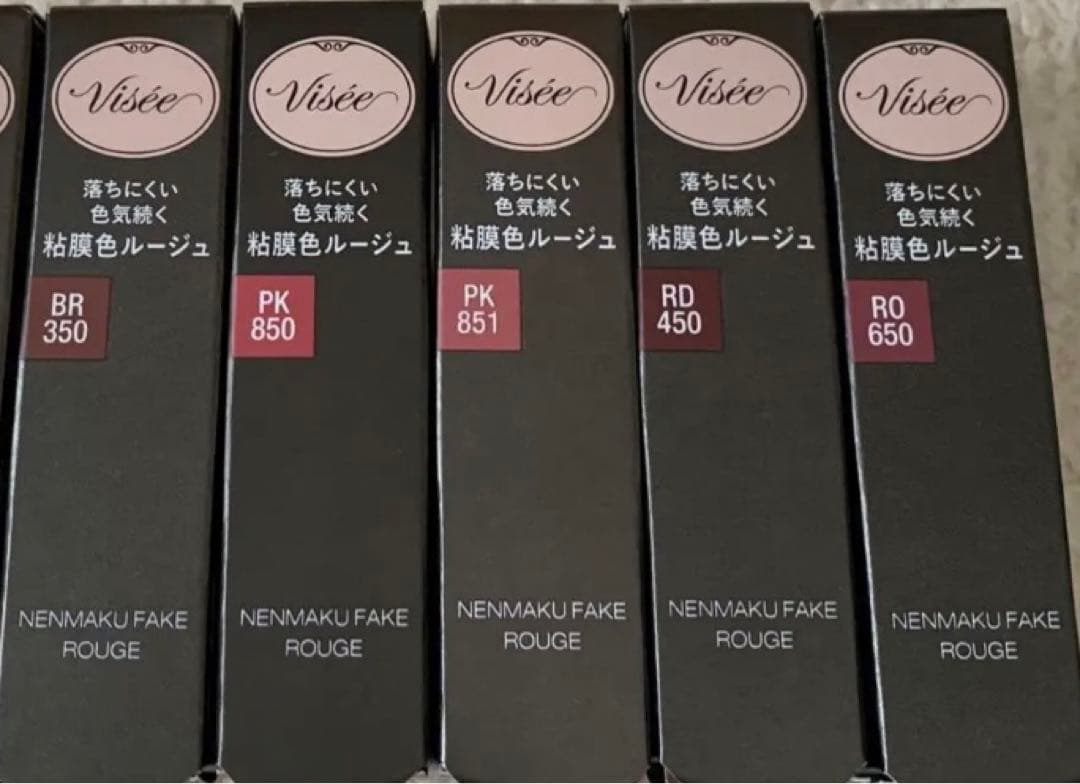 Visée
落ちにくい
色気続く
粘膜色ルージュ
BR
350
NENMAKU FAKE
ROUGE
Visée
落ちにくい
色気続く
粘膜色ルージュ
PK
850
NENMAKU FAKE
ROUGE
Visée
落ちにくい
色気続く
粘膜色ルージュ
PK
851
NENMAKU FAKE
ROUGE
Visée
落ちにくい
色気続く
粘膜色ルージュ
RD
450
NENMAKU FAKE
ROUGE
Visée
落ちにくい
色気続く
粘膜色ルージュ
RO
650
NENMAKU FAKE
ROUGE